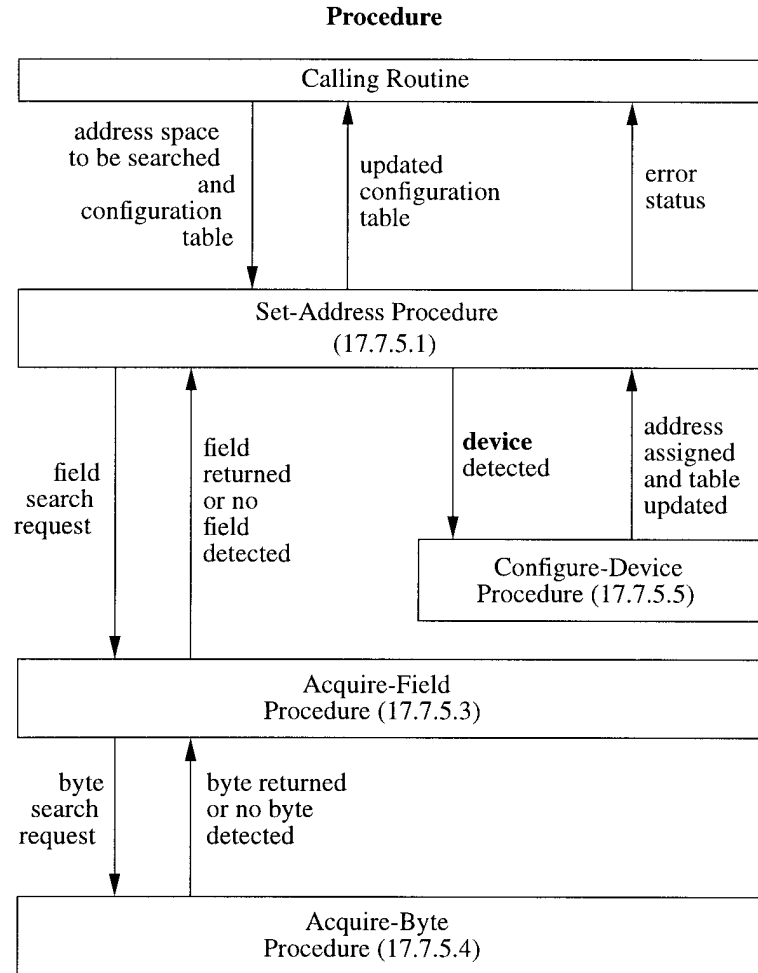 Procedure
Calling Routine
address space
to be searched
and
configuration
table
updated
configuration
table
error
status
Set-Address Procedure
(17.7.5.1)
field
search
request
field
returned
or no
field
detected
device
detected
address
assigned
and table
updated
Configure-Device
Procedure (17.7.5.5)
Acquire-Field
Procedure (17.7.5.3)
byte
search
request
byte returned
or no byte
detected
Acquire-Byte
Procedure (17.7.5.4)